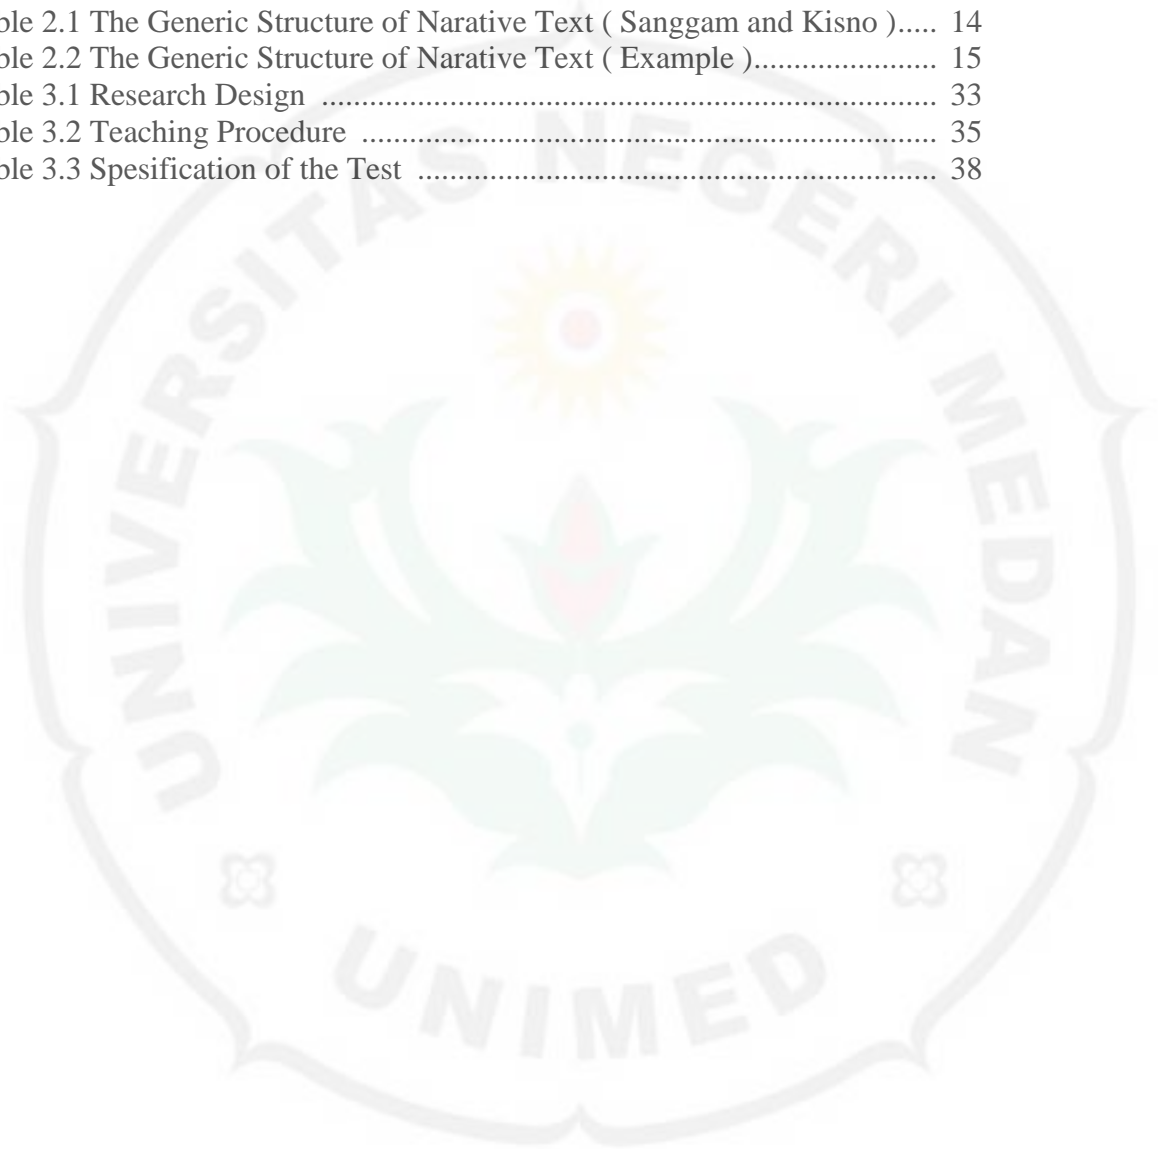 ble 2.1 The Generic Structure of Narative Text ( Sanggam and Kisno )..... 14
ble 2.2 The Generic Structure of Narative Text ( Example )....................... 15
ble 3.1 Research Design ................................................................. 33
ble 3.2 Teaching Procedure ............................................................. 35
ble 3.3 Spesification of the Test ....................................................... 38
UNIVERSITAS NEGERI MEDAN
UNIMED